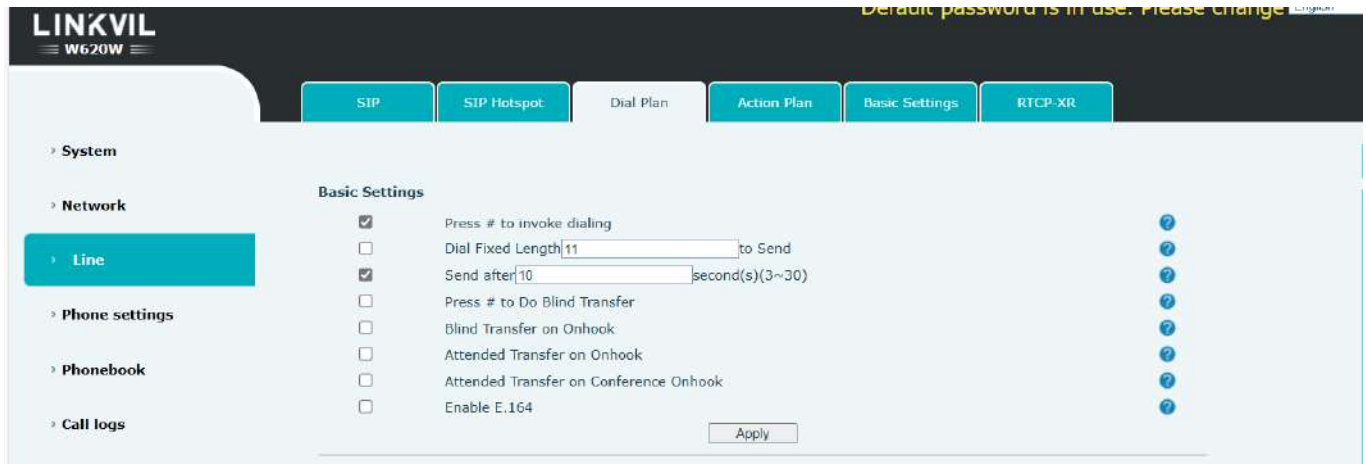 Default password is in use. Please change English
LINKVIL
W620W
SIP
SIP Hotspot
Dial Plan
Action Plan
Basic Settings
RTCP-XR
› System
› Network
› Line
› Phone settings
› Phonebook
› Call logs
Basic Settings
Press # to invoke dialing
Dial Fixed Length 11 to Send
Send after 10 second(s)(3~30)
Press # to Do Blind Transfer
Blind Transfer on Onhook
Attended Transfer on Onhook
Attended Transfer on Conference Onhook
Enable E.164
Apply